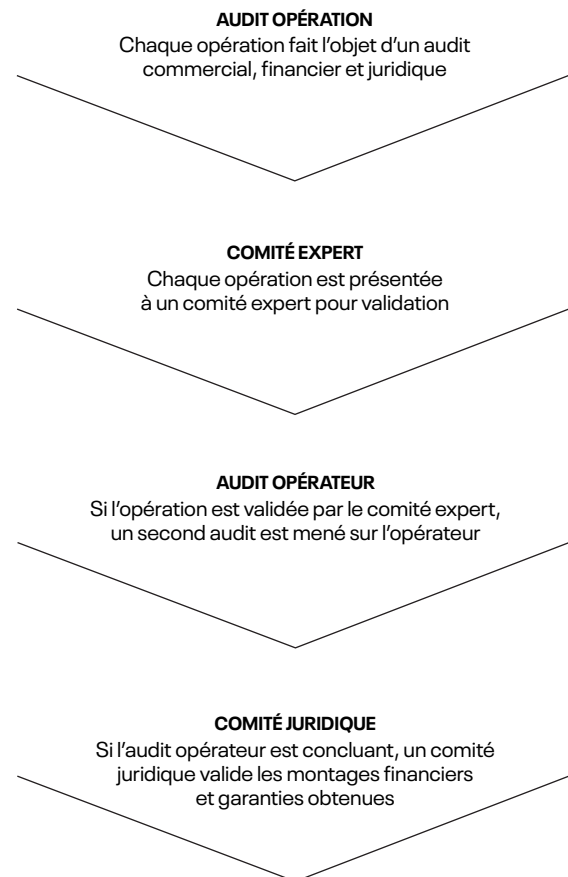 AUDIT OPÉRATION
Chaque opération fait l’objet d’un audit
commercial, financier et juridique
COMITÉ EXPERT
Chaque opération est présentée
à un comité expert pour validation
AUDIT OPÉRATEUR
Si l’opération est validée par le comité expert,
un second audit est mené sur l’opérateur
COMITÉ JURIDIQUE
Si l’audit opérateur est concluant, un comité
juridique valide les montages financiers
et garanties obtenues